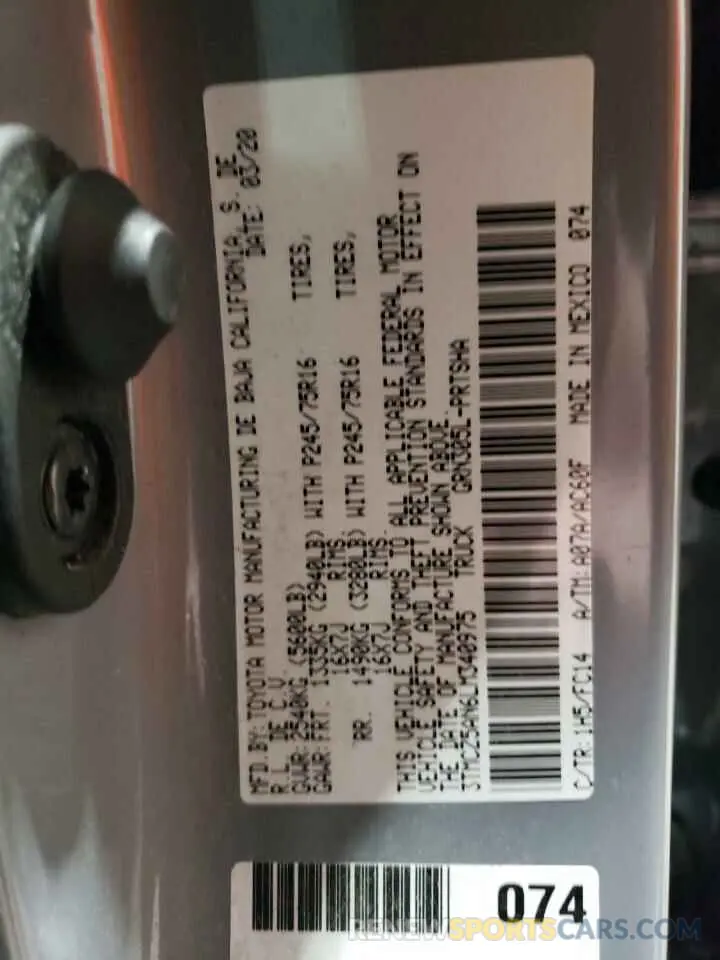 MFD.BY:TOYOTA MOTOR MANUFACTURING DE BAJA CALIFORNIA, S. DE
R.L. DE C.V. DATE: 03/20
GVWR:2540KG (5600LB)
GAWR:FRT. 1335KG (2940LB) WITH P245/75R16 TIRES,
16X7J RIMS.
RR. 1490KG (3280LB) WITH P245/75R16 TIRES,
16X7J RIMS.
THIS VEHICLE CONFORMS TO ALL APPLICABLE FEDERAL MOTOR
VEHICLE SAFETY AND THEFT PREVENTION STANDARDS IN EFFECT ON
THE DATE OF MANUFACTURE SHOWN ABOVE.
3TMCZ5AN6LM340975 TRUCK GRN305L-PRTSHA
C/TR:1H5/FC14 A/TM:A07A/AC60F MADE IN MEXICO 074
074
RENEWSPORTSCARS.COM